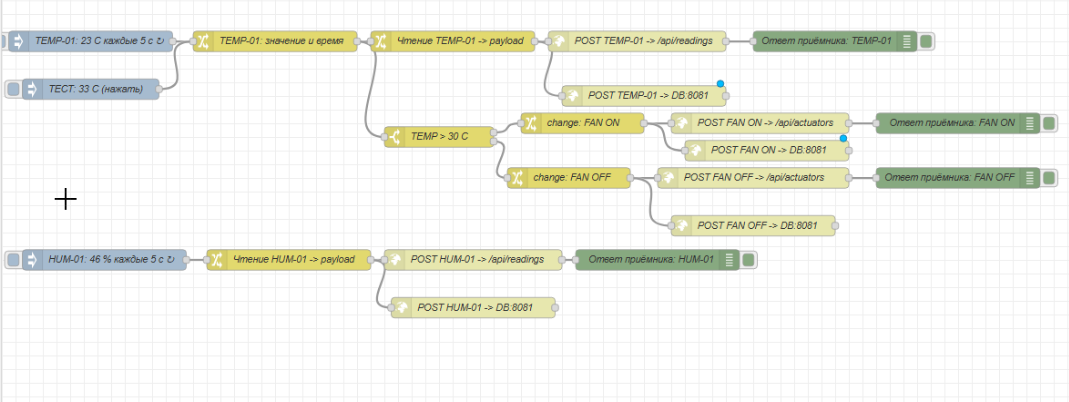 TEMP-01: 23 C каждые 5 с ↻
TEMP-01: значение и время
Чтение TEMP-01 -> payload
POST TEMP-01 -> /api/readings
Ответ приёмника: TEMP-01
ТЕСТ: 33 C (нажать)
POST TEMP-01 -> DB:8081
TEMP > 30 C
change: FAN ON
POST FAN ON -> /api/actuators
Ответ приёмника: FAN ON
POST FAN ON -> DB:8081
change: FAN OFF
POST FAN OFF -> /api/actuators
Ответ приёмника: FAN OFF
POST FAN OFF -> DB:8081
HUM-01: 46 % каждые 5 с ↻
Чтение HUM-01 -> payload
POST HUM-01 -> /api/readings
Ответ приёмника: HUM-01
POST HUM-01 -> DB:8081